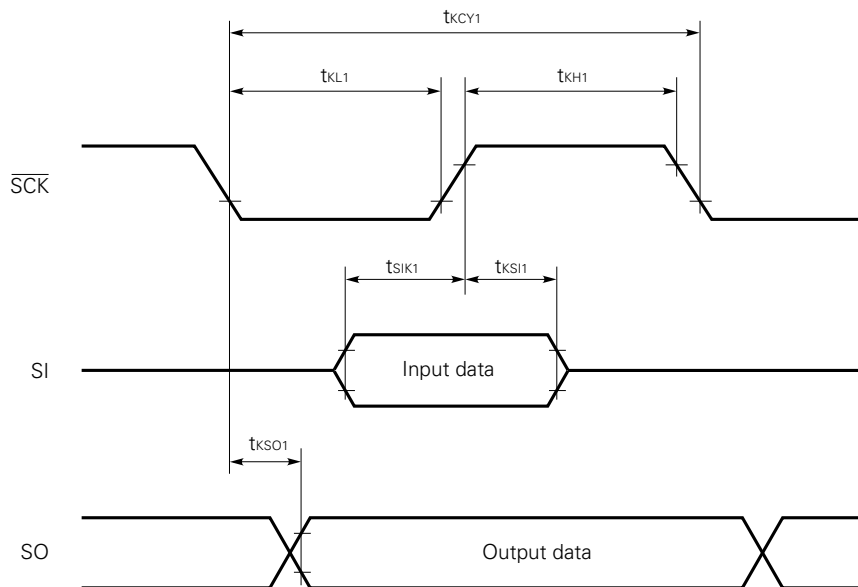 tKCY1
tKL1
tKH1
SCK
tSIK1
tKSI1
SI
Input data
tKSO1
SO
Output data